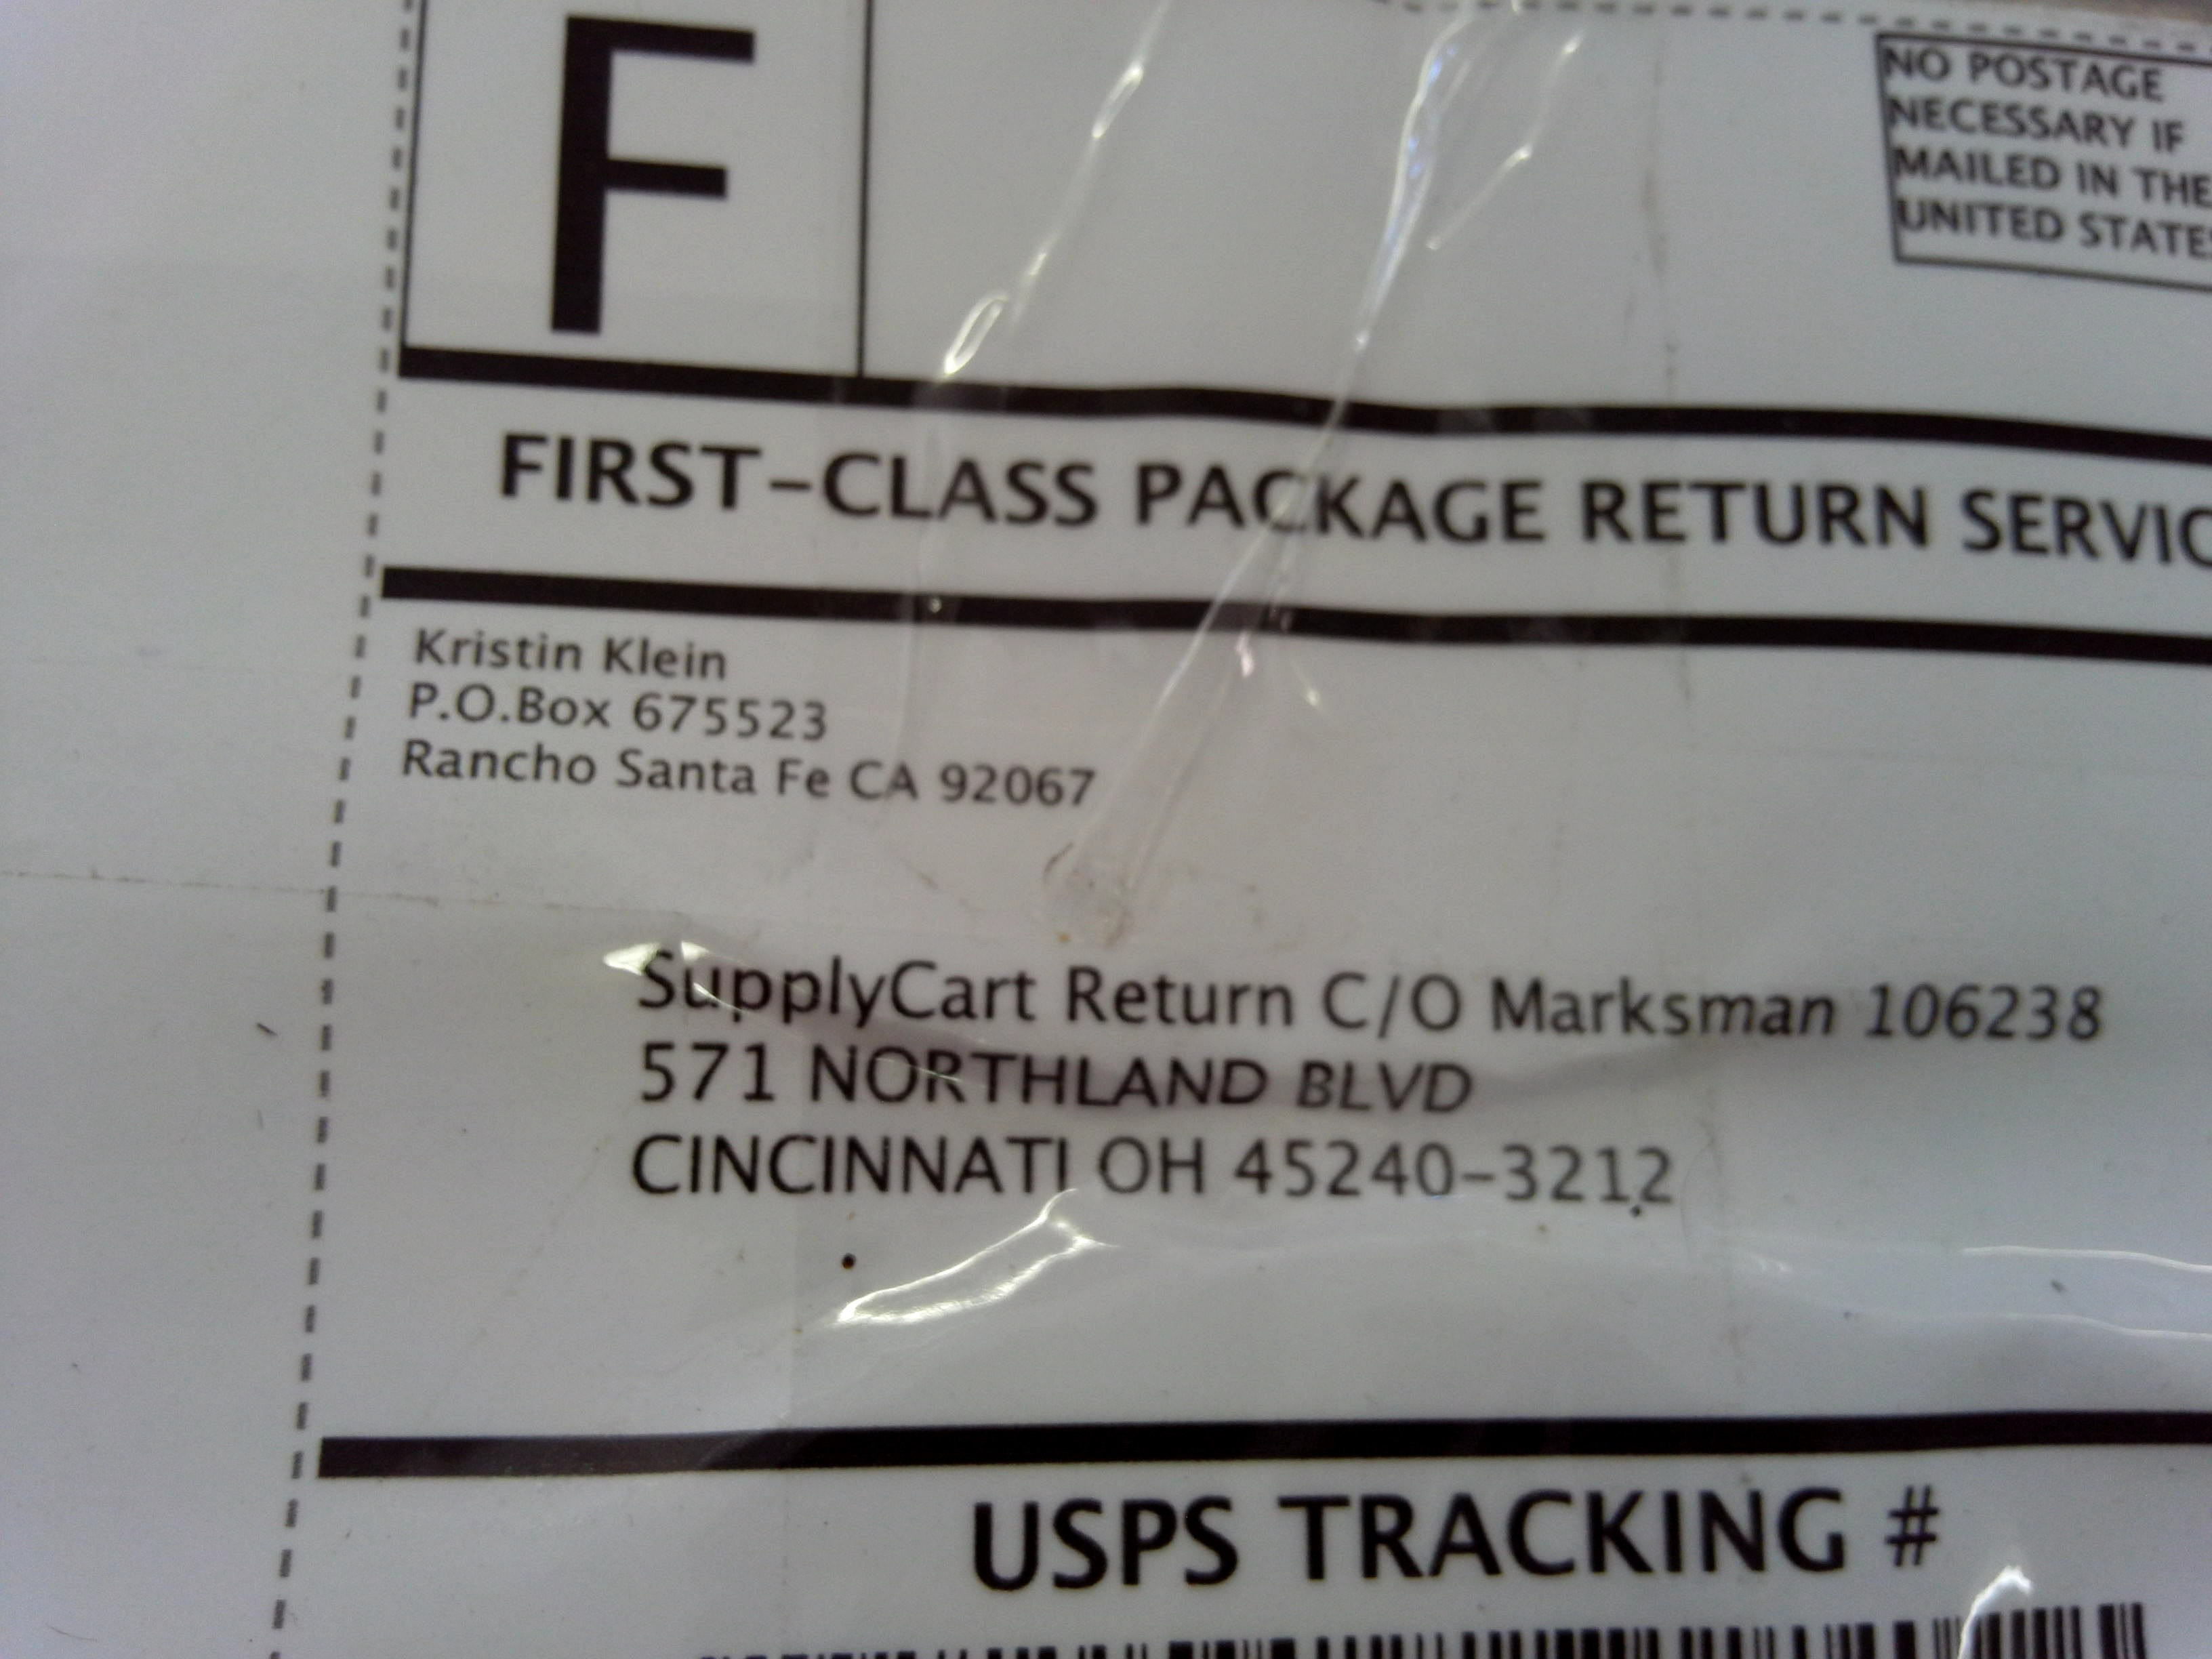 F
NO POSTAGE
NECESSARY IF
MAILED IN THE
UNITED STATES
FIRST-CLASS PACKAGE RETURN SERVIC
Kristin Klein
P.O.Box 675523
Rancho Santa Fe CA 92067
SupplyCart Return C/O Marksman 106238
571 NORTHLAND BLVD
CINCINNATI OH 45240-3212
USPS TRACKING #